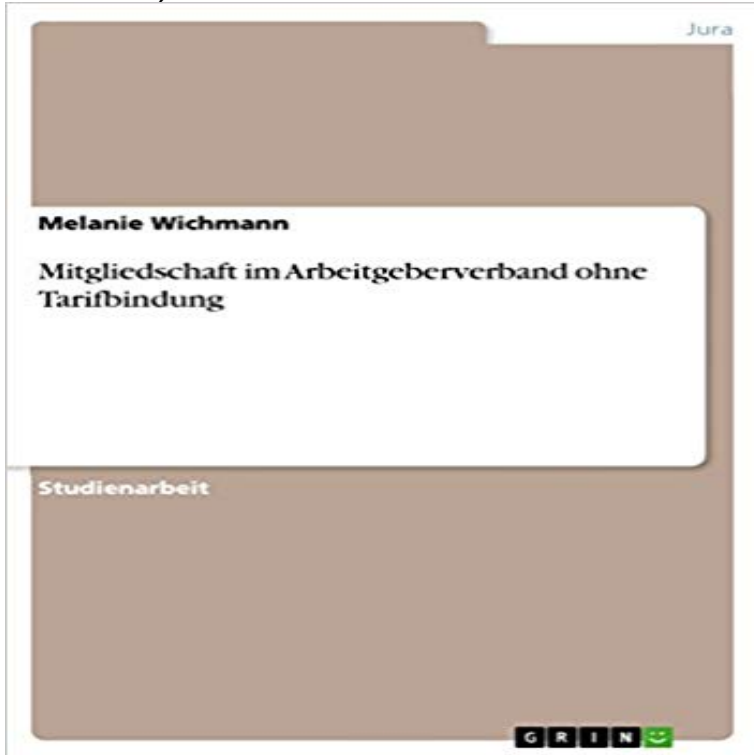 Jura
Melanie Wichmann
Mitgliedschaft im Arbeitgeberverband ohne
Tarifbindung
Studienarbeit
GRIN